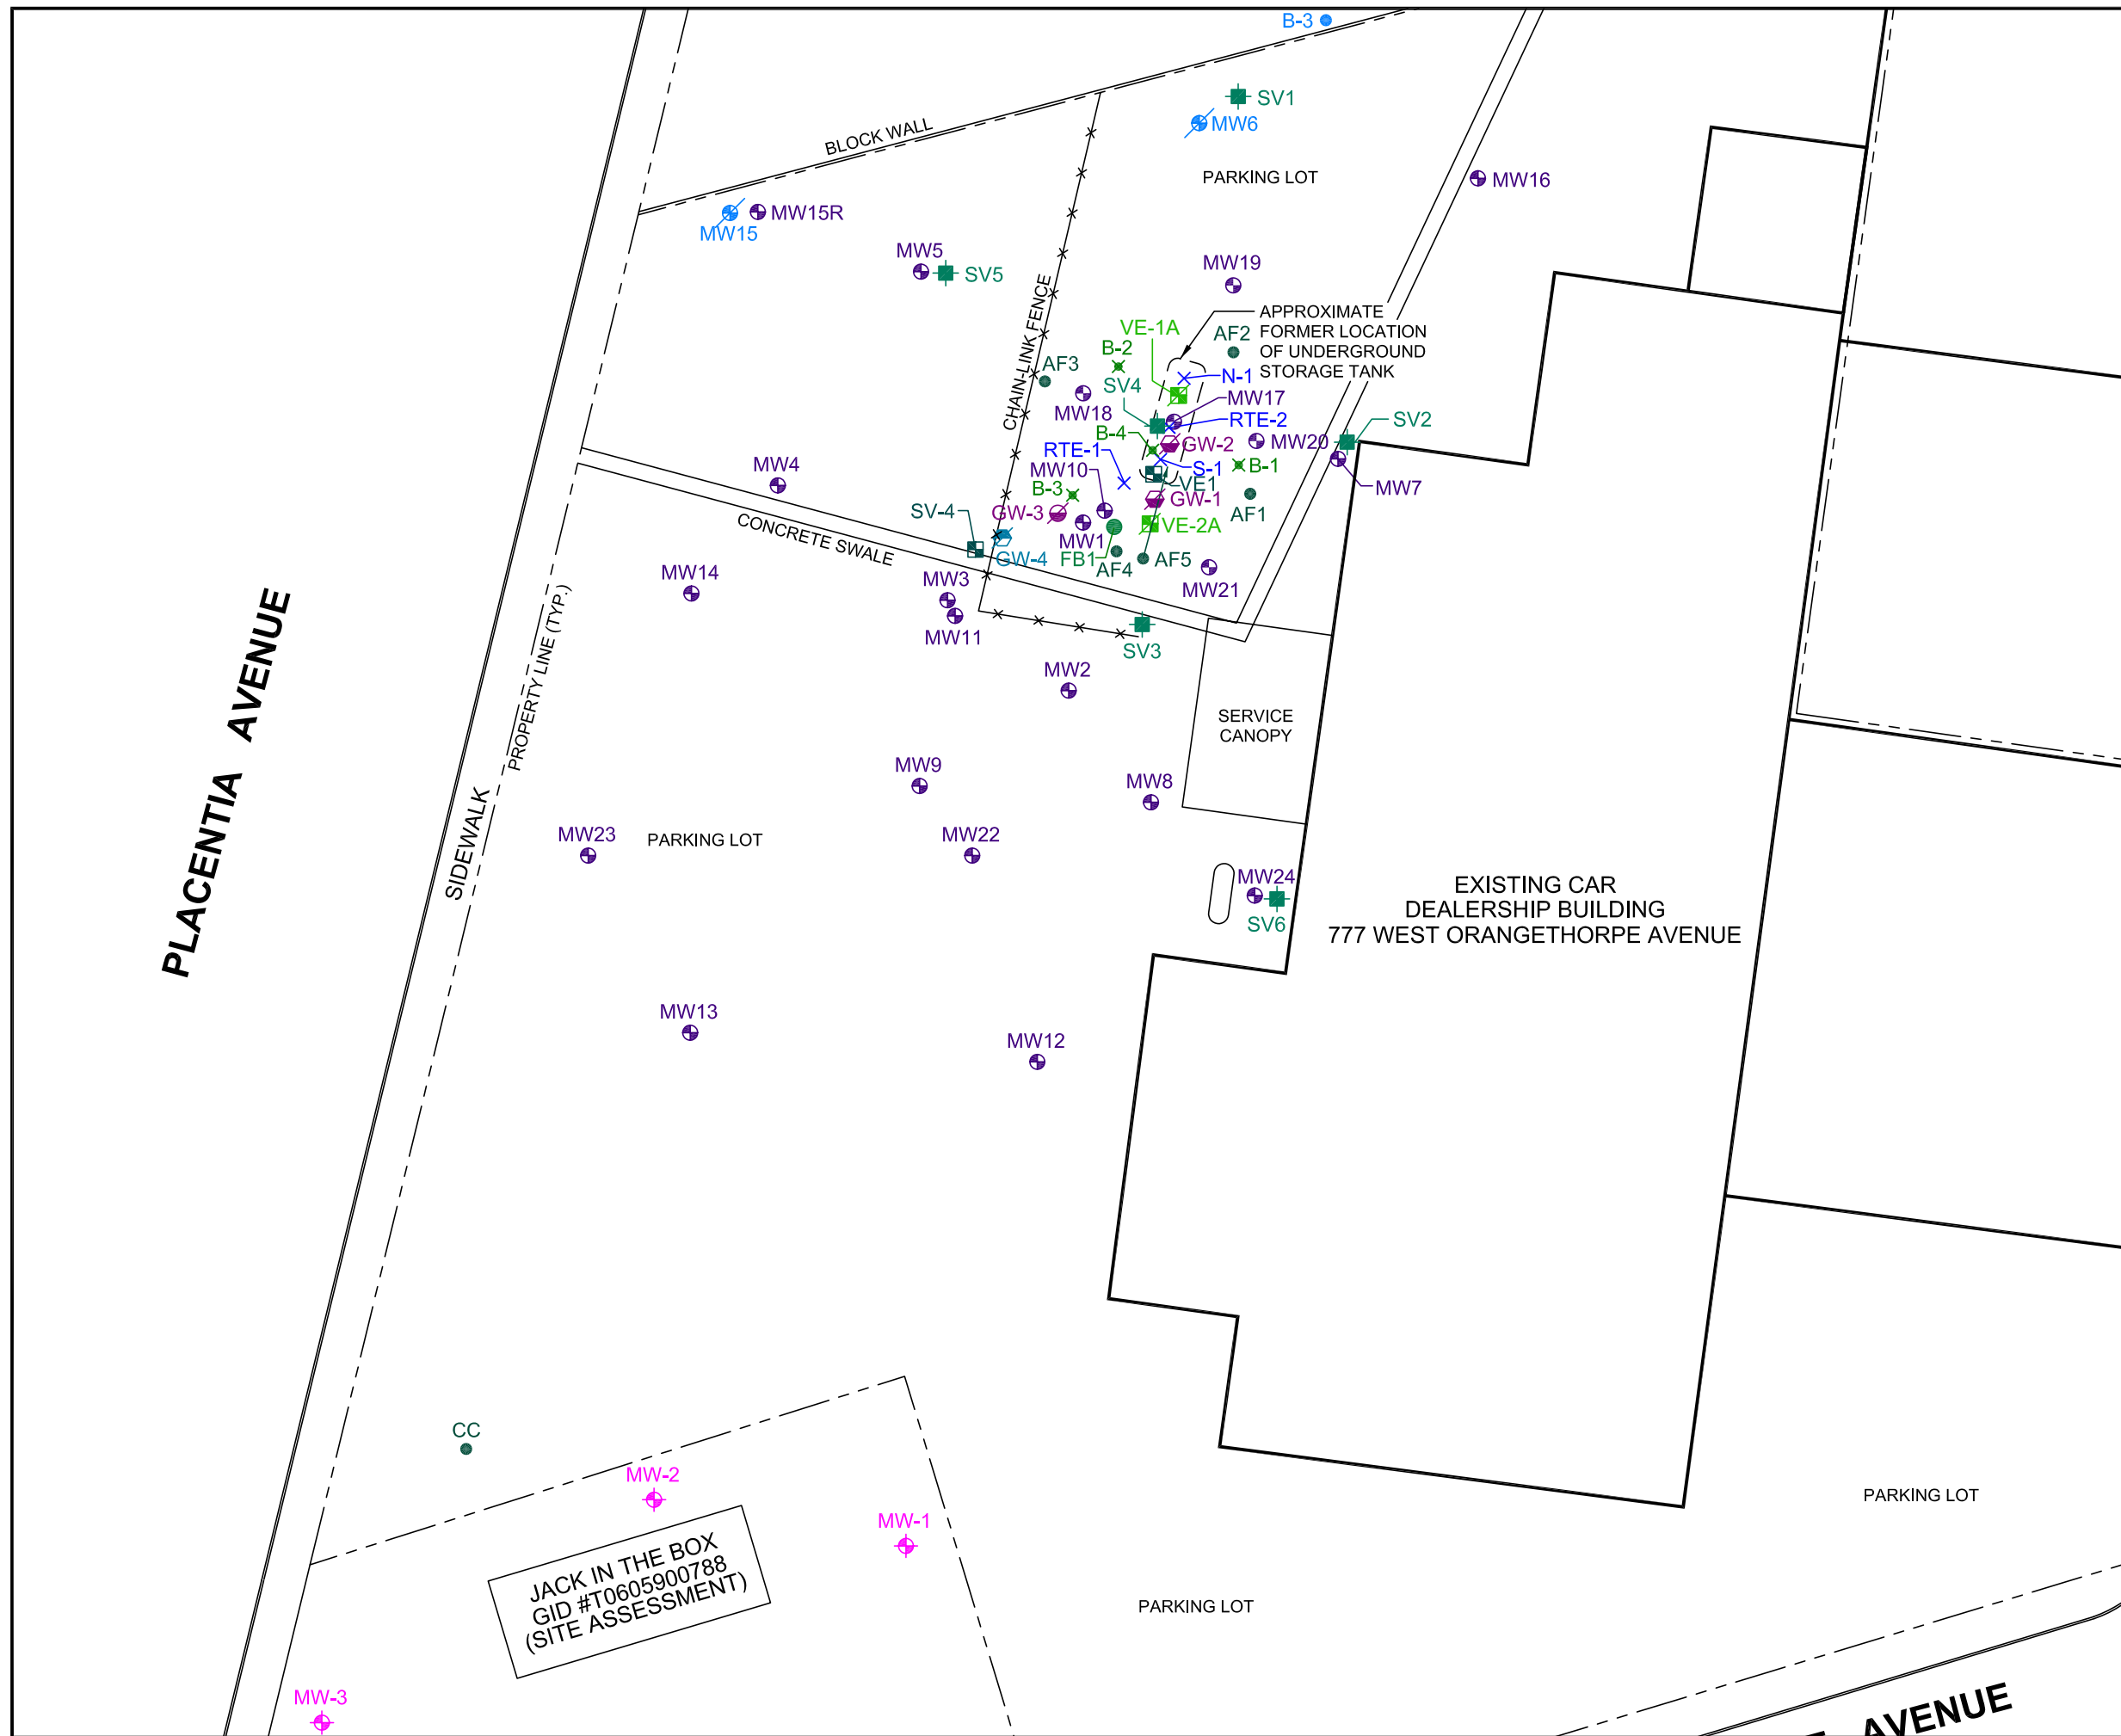 B-3
SV1
MW6
BLOCK WALL
PARKING LOT
MW16
MW15R
MW15
MW5
SV5
MW19
CHAIN-LINK FENCE
APPROXIMATE
FORMER LOCATION
OF UNDERGROUND
STORAGE TANK
VE-1A
AF2
B-2
AF3
SV4
N-1
MW18
MW17
RTE-2
SV2
B-4
GW-2
MW20
RTE-1
MW4
MW10
S-1
B-1
VE1
MW7
B-3
GW-1
SV-4
GW-3
AF1
CONCRETE SWALE
MW1
VE-2A
GW-4
FB1
AF4
AF5
MW14
MW3
MW21
MW11
SV3
PROPERTY LINE (TYP.)
MW2
SERVICE
CANOPY
PLACENTIA AVENUE
MW9
MW8
SIDEWALK
MW23
PARKING LOT
MW22
MW24
SV6
EXISTING CAR
DEALERSHIP BUILDING
777 WEST ORANGETHORPE AVENUE
MW13
MW12
CC
MW-2
MW-1
PARKING LOT
JACK IN THE BOX
GID #T0605900788
(SITE ASSESSMENT)
PARKING LOT
MW-3
AVENUE